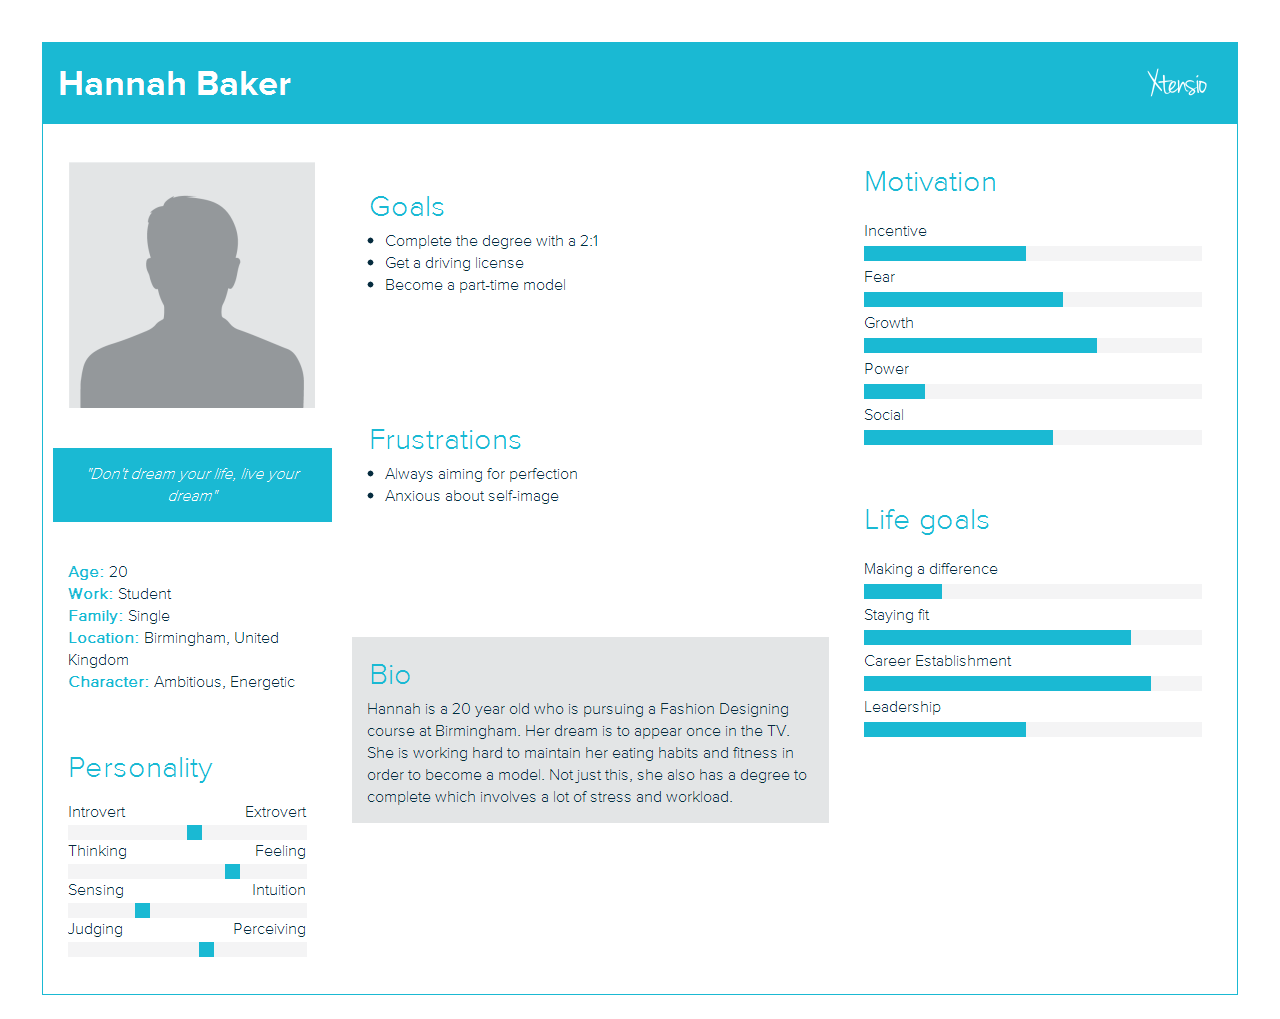 Hannah Baker
Xtensio
"Don't dream your life, live your
dream"
Age: 20
Work: Student
Family: Single
Location: Birmingham, United
Kingdom
Character: Ambitious, Energetic
Personality
Introvert Extrovert
Thinking Feeling
Sensing Intuition
Judging Perceiving
Goals
Complete the degree with a 2:1
Get a driving license
Become a part-time model
Frustrations
Always aiming for perfection
Anxious about self-image
Bio
Hannah is a 20 year old who is pursuing a Fashion Designing
course at Birmingham. Her dream is to appear once in the TV.
She is working hard to maintain her eating habits and fitness in
order to become a model. Not just this, she also has a degree to
complete which involves a lot of stress and workload.
Motivation
Incentive
Fear
Growth
Power
Social
Life goals
Making a difference
Staying fit
Career Establishment
Leadership